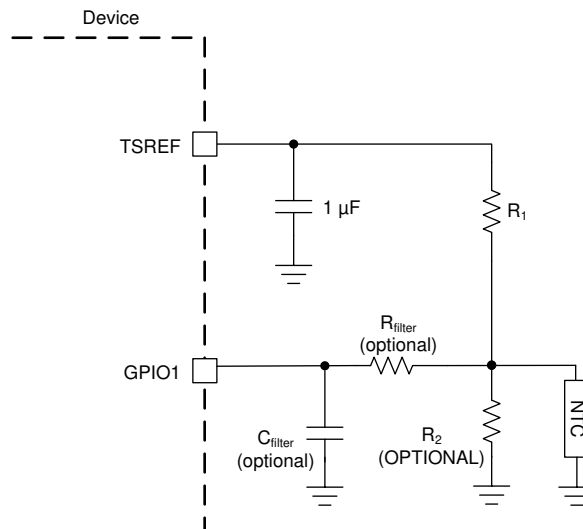 Device
TSREF
1 µF
R1
Rfilter
(optional)
GPIO1
Cfilter
(optional)
R2
(OPTIONAL)
NTC